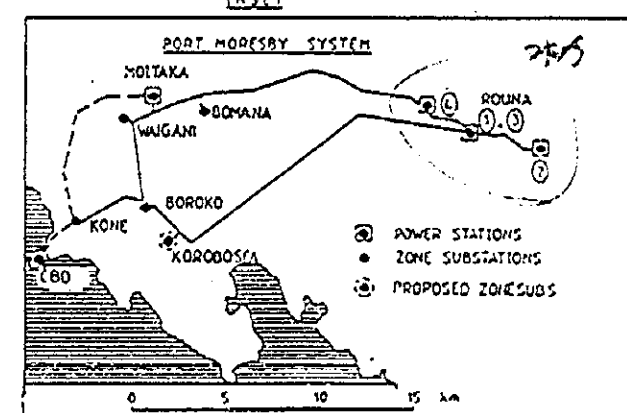 INSET
PORT MORESBY SYSTEM
MOITAKA
BOMANA
WAIGANI
ROUNA
④
①.③
②
BOROKO
KONE
KOROBOSEA
POWER STATIONS
ZONE SUBSTATIONS
PROPOSED ZONESUBS
0 5 10 15 km